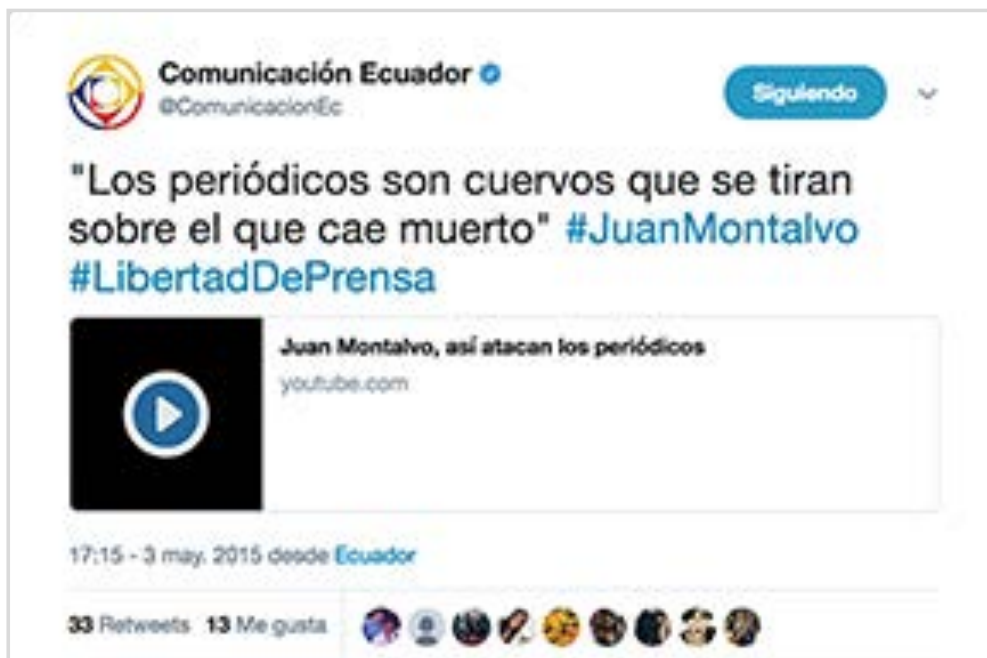 Comunicación Ecuador
@ComunicacionEc
Siguiendo
"Los periódicos son cuervos que se tiran
sobre el que cae muerto" #JuanMontalvo
#LibertadDePrensa
Juan Montalvo, así atacan los periódicos
youtube.com
17:15 - 3 may. 2015 desde Ecuador
33 Retweets 13 Me gusta